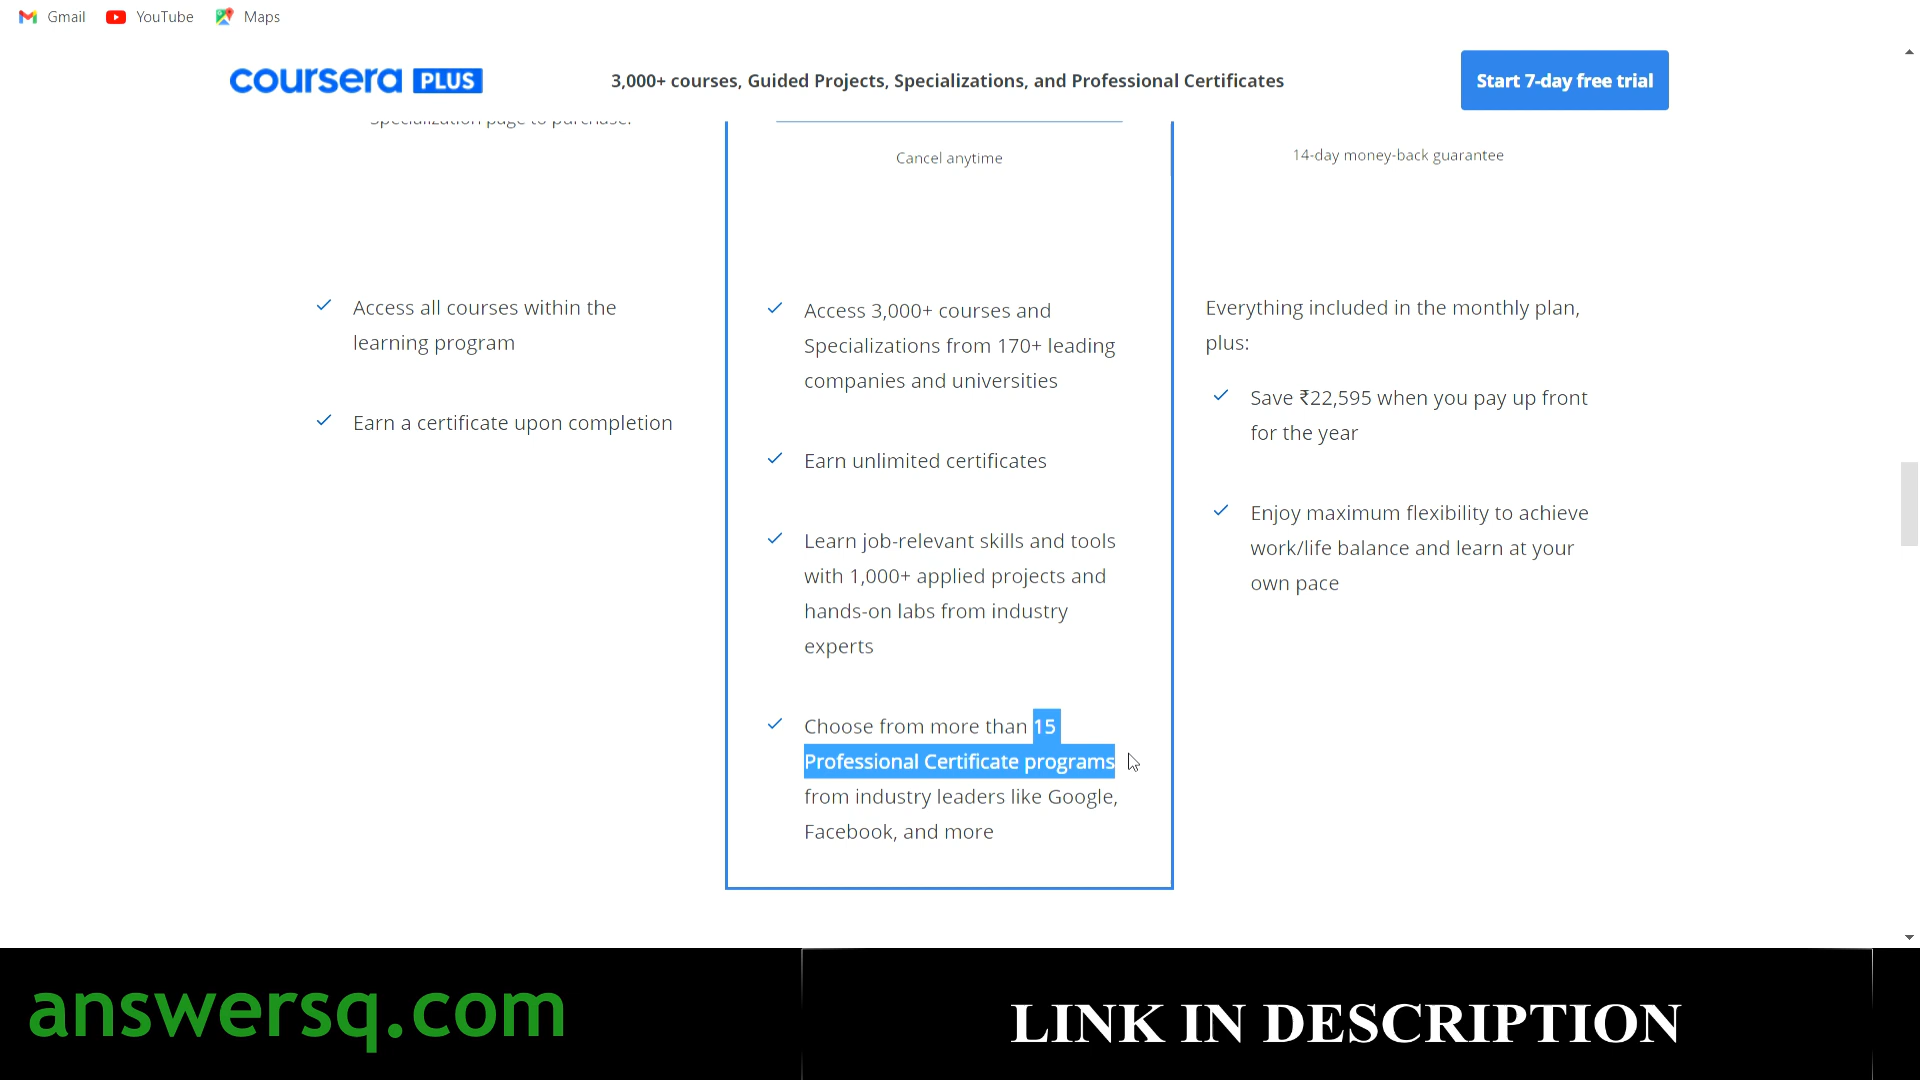 Gmail YouTube Maps
coursera PLUS
3,000+ courses, Guided Projects, Specializations, and Professional Certificates
Start 7-day free trial
Specialization page to purchase.
Cancel anytime
14-day money-back guarantee
Access all courses within the
learning program
Earn a certificate upon completion
Access 3,000+ courses and
Specializations from 170+ leading
companies and universities
Earn unlimited certificates
Learn job-relevant skills and tools
with 1,000+ applied projects and
hands-on labs from industry
experts
Choose from more than 15
Professional Certificate programs
from industry leaders like Google,
Facebook, and more
Everything included in the monthly plan,
plus:
Save ₹22,595 when you pay up front
for the year
Enjoy maximum flexibility to achieve
work/life balance and learn at your
own pace
answersq.com
LINK IN DESCRIPTION